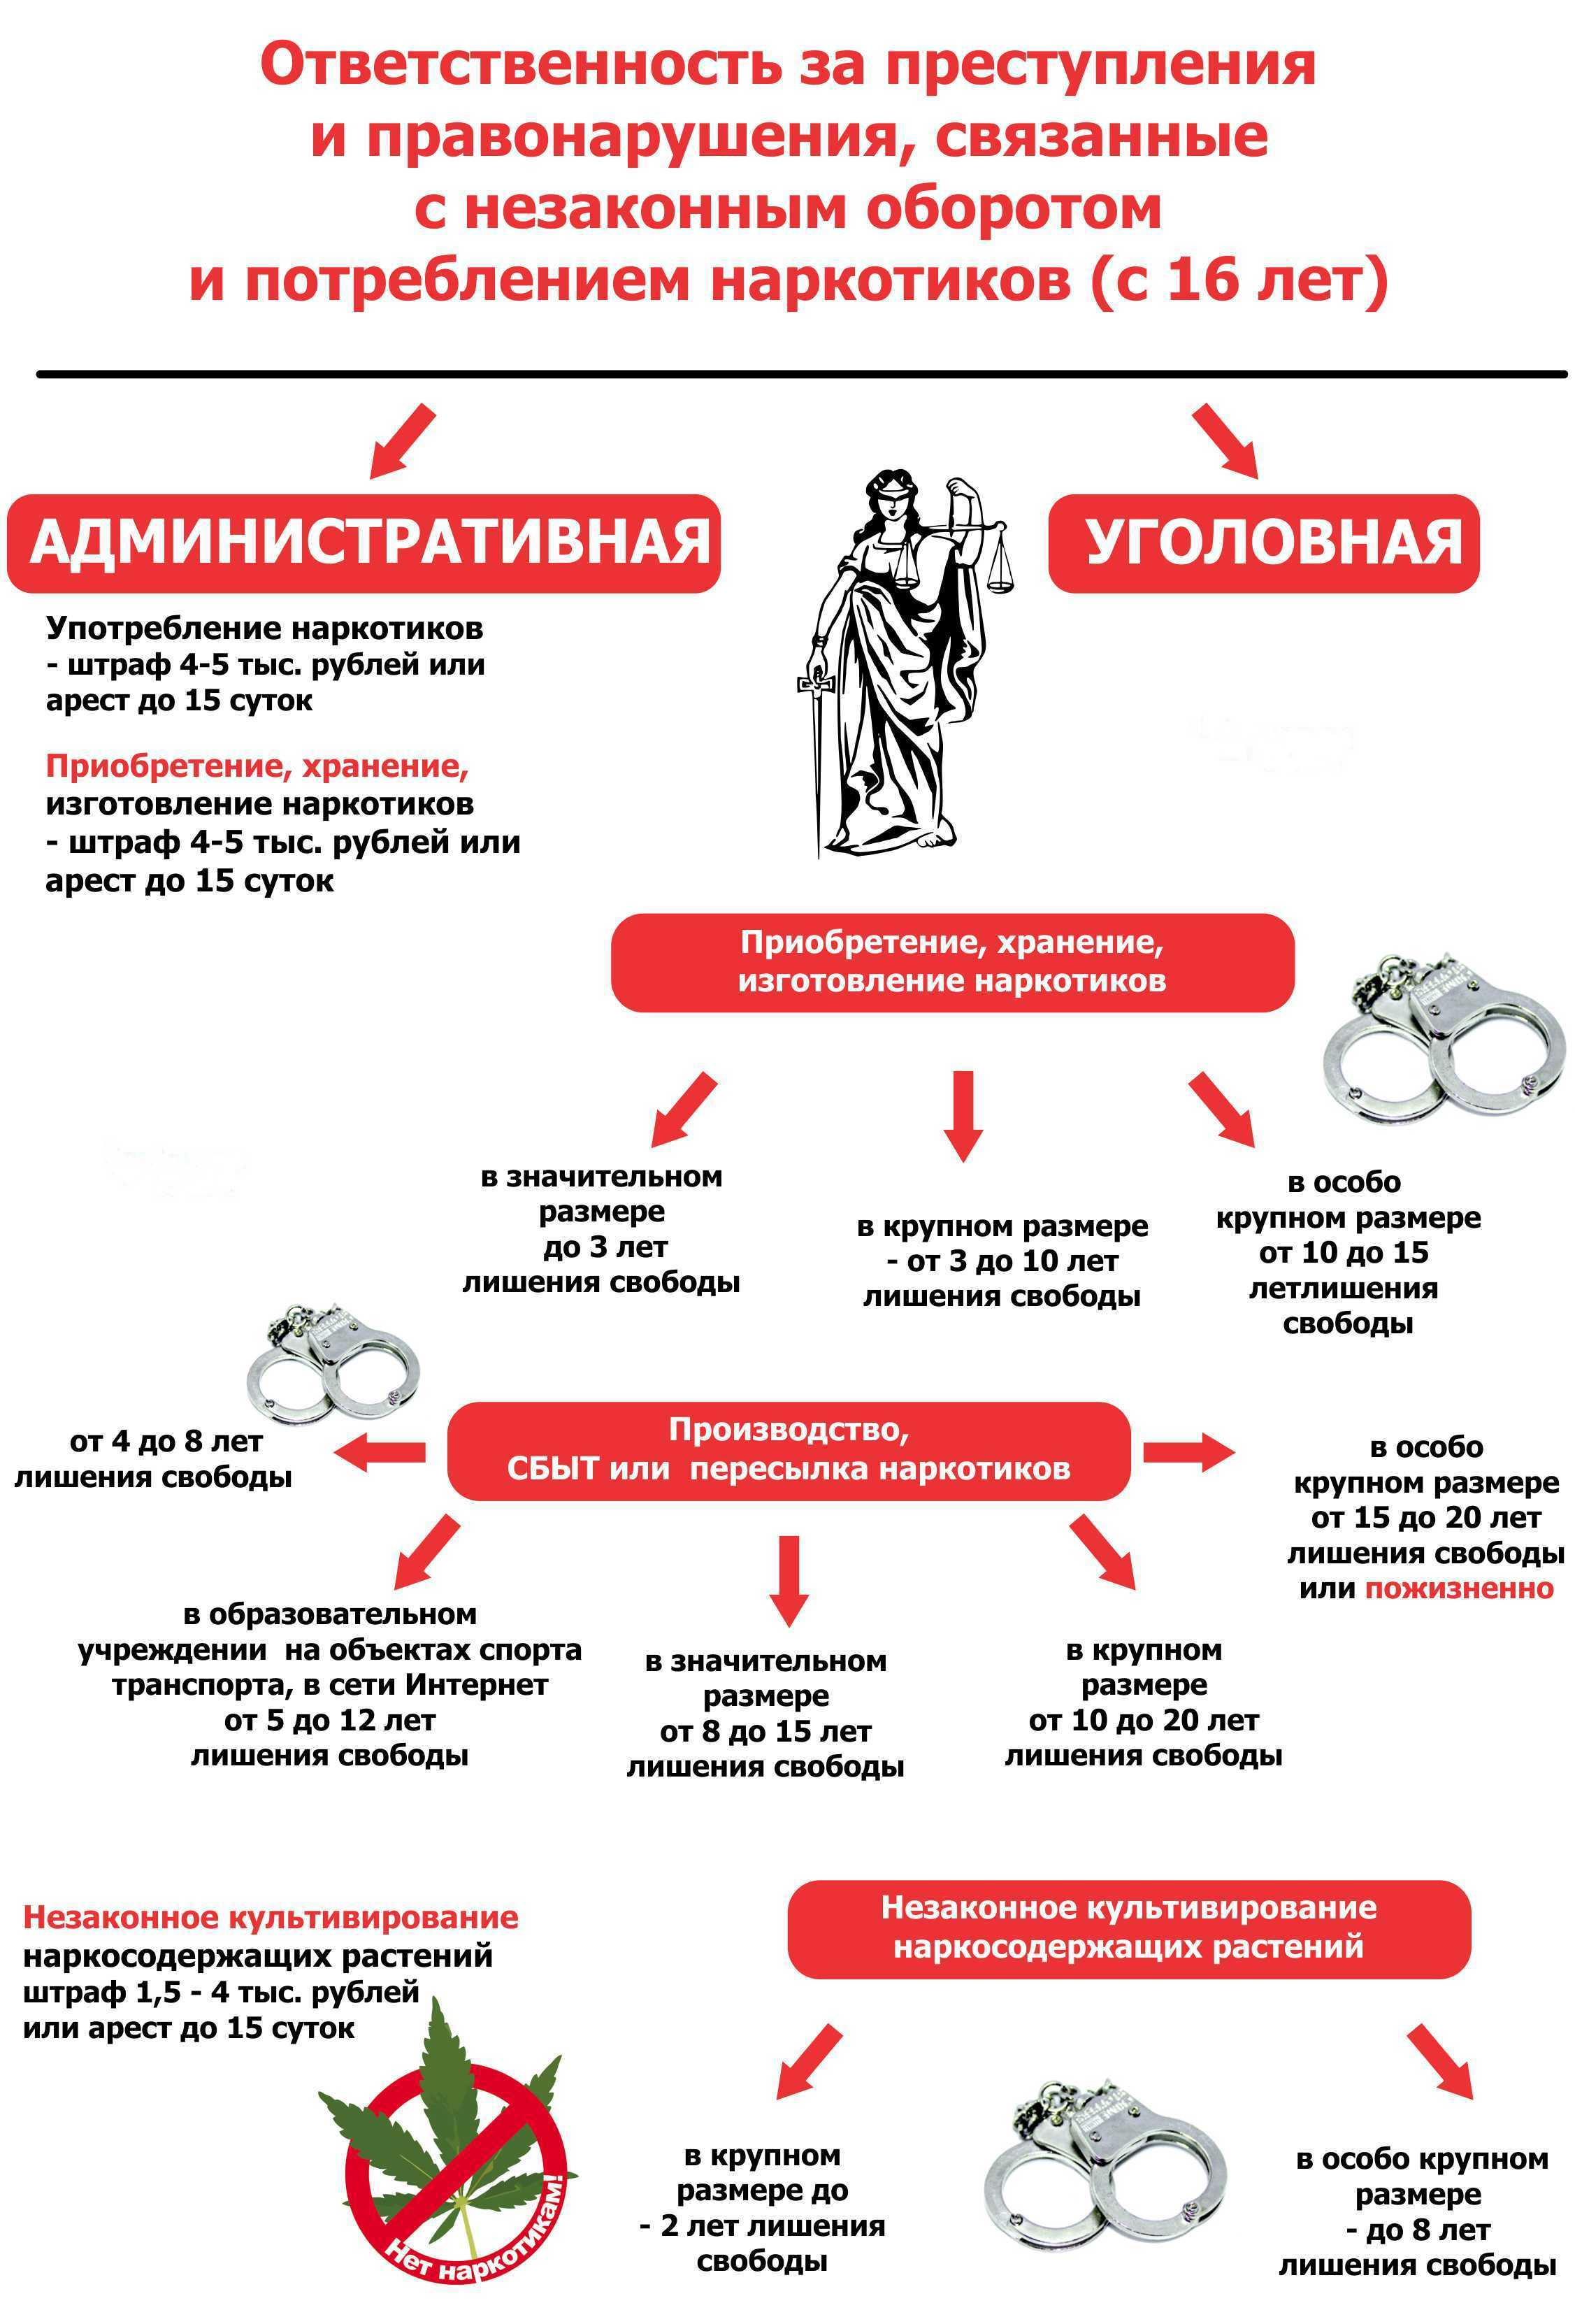 Ответственность за преступления
и правонарушения, связанные
с незаконным оборотом
и потреблением наркотиков (с 16 лет)
АДМИНИСТРАТИВНАЯ
УГОЛОВНАЯ
Употребление наркотиков
- штраф 4-5 тыс. рублей или
арест до 15 суток
Приобретение, хранение,
изготовление наркотиков
- штраф 4-5 тыс. рублей или
арест до 15 суток
Приобретение, хранение,
изготовление наркотиков
в значительном
размере
до 3 лет
лишения свободы
в крупном размере
- от 3 до 10 лет
лишения свободы
в особо
крупном размере
от 10 до 15
летлишения
свободы
Производство,
СБЫТ или пересылка наркотиков
от 4 до 8 лет
лишения свободы
в образовательном
учреждении на объектах спорта
транспорта, в сети Интернет
от 5 до 12 лет
лишения свободы
в значительном
размере
от 8 до 15 лет
лишения свободы
в крупном
размере
от 10 до 20 лет
лишения свободы
в особо
крупном размере
от 15 до 20 лет
лишения свободы
или пожизненно
Незаконное культивирование
наркосодержащих растений
штраф 1,5 - 4 тыс. рублей
или арест до 15 суток
Нет наркотикам!
Незаконное культивирование
наркосодержащих растений
в крупном
размере до
- 2 лет лишения
свободы
в особо крупном
размере
- до 8 лет
лишения свободы